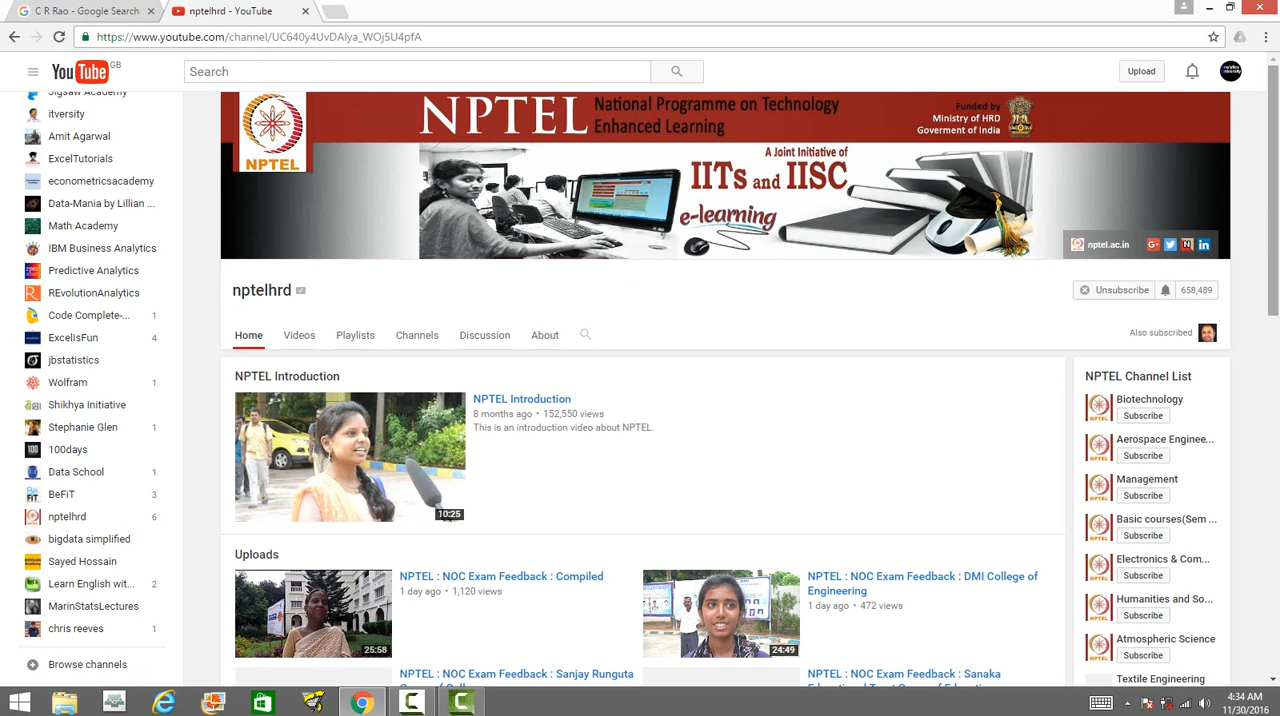 C R Rao - Google Search
nptelhrd - YouTube
https://www.youtube.com/channel/UC640y4UvDAlya_WOj5U4pfA
YouTube GB
Search
Upload
Jigsaw Academy
itversity
Amit Agarwal
ExcelTutorials
econometricsacademy
Data-Mania by Lillian ...
Math Academy
IBM Business Analytics
Predictive Analytics
REvolutionAnalytics
Code Complete-... 1
ExcelIsFun 4
jbstatistics
Wolfram 1
Shikhya Initiative
Stephanie Glen 1
100days
Data School 1
BeFiT 3
nptelhrd 6
bigdata simplified
Sayed Hossain
Learn English wit... 2
MarinStatsLectures
chris reeves 1
Browse channels
NPTEL
NPTEL National Programme on Technology
Enhanced Learning
Funded by
Ministry of HRD
Goverment of India
A Joint Initiative of
IITs and IISC
e-learning
nptel.ac.in
nptelhrd
Unsubscribe 658,489
Home Videos Playlists Channels Discussion About
Also subscribed
NPTEL Introduction
NPTEL Introduction
8 months ago • 152,550 views
This is an introduction video about NPTEL.
10:25
Uploads
NPTEL : NOC Exam Feedback : Compiled
1 day ago • 1,120 views
25:58
NPTEL : NOC Exam Feedback : DMI College of
Engineering
1 day ago • 472 views
24:49
NPTEL : NOC Exam Feedback : Sanjay Runguta
NPTEL : NOC Exam Feedback : Sanaka
NPTEL Channel List
Biotechnology
Subscribe
Aerospace Enginee...
Subscribe
Management
Subscribe
Basic courses(Sem ...
Subscribe
Electronics & Com...
Subscribe
Humanities and So...
Subscribe
Atmospheric Science
Subscribe
Textile Engineering
4:34 AM
11/30/2016